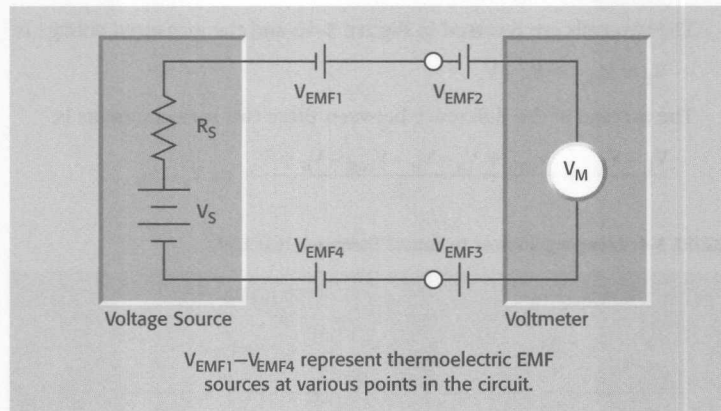 V_EMF1
V_EMF2
R_S
V_M
V_S
V_EMF4
V_EMF3
Voltage Source
Voltmeter
V_EMF1–V_EMF4 represent thermoelectric EMF
sources at various points in the circuit.